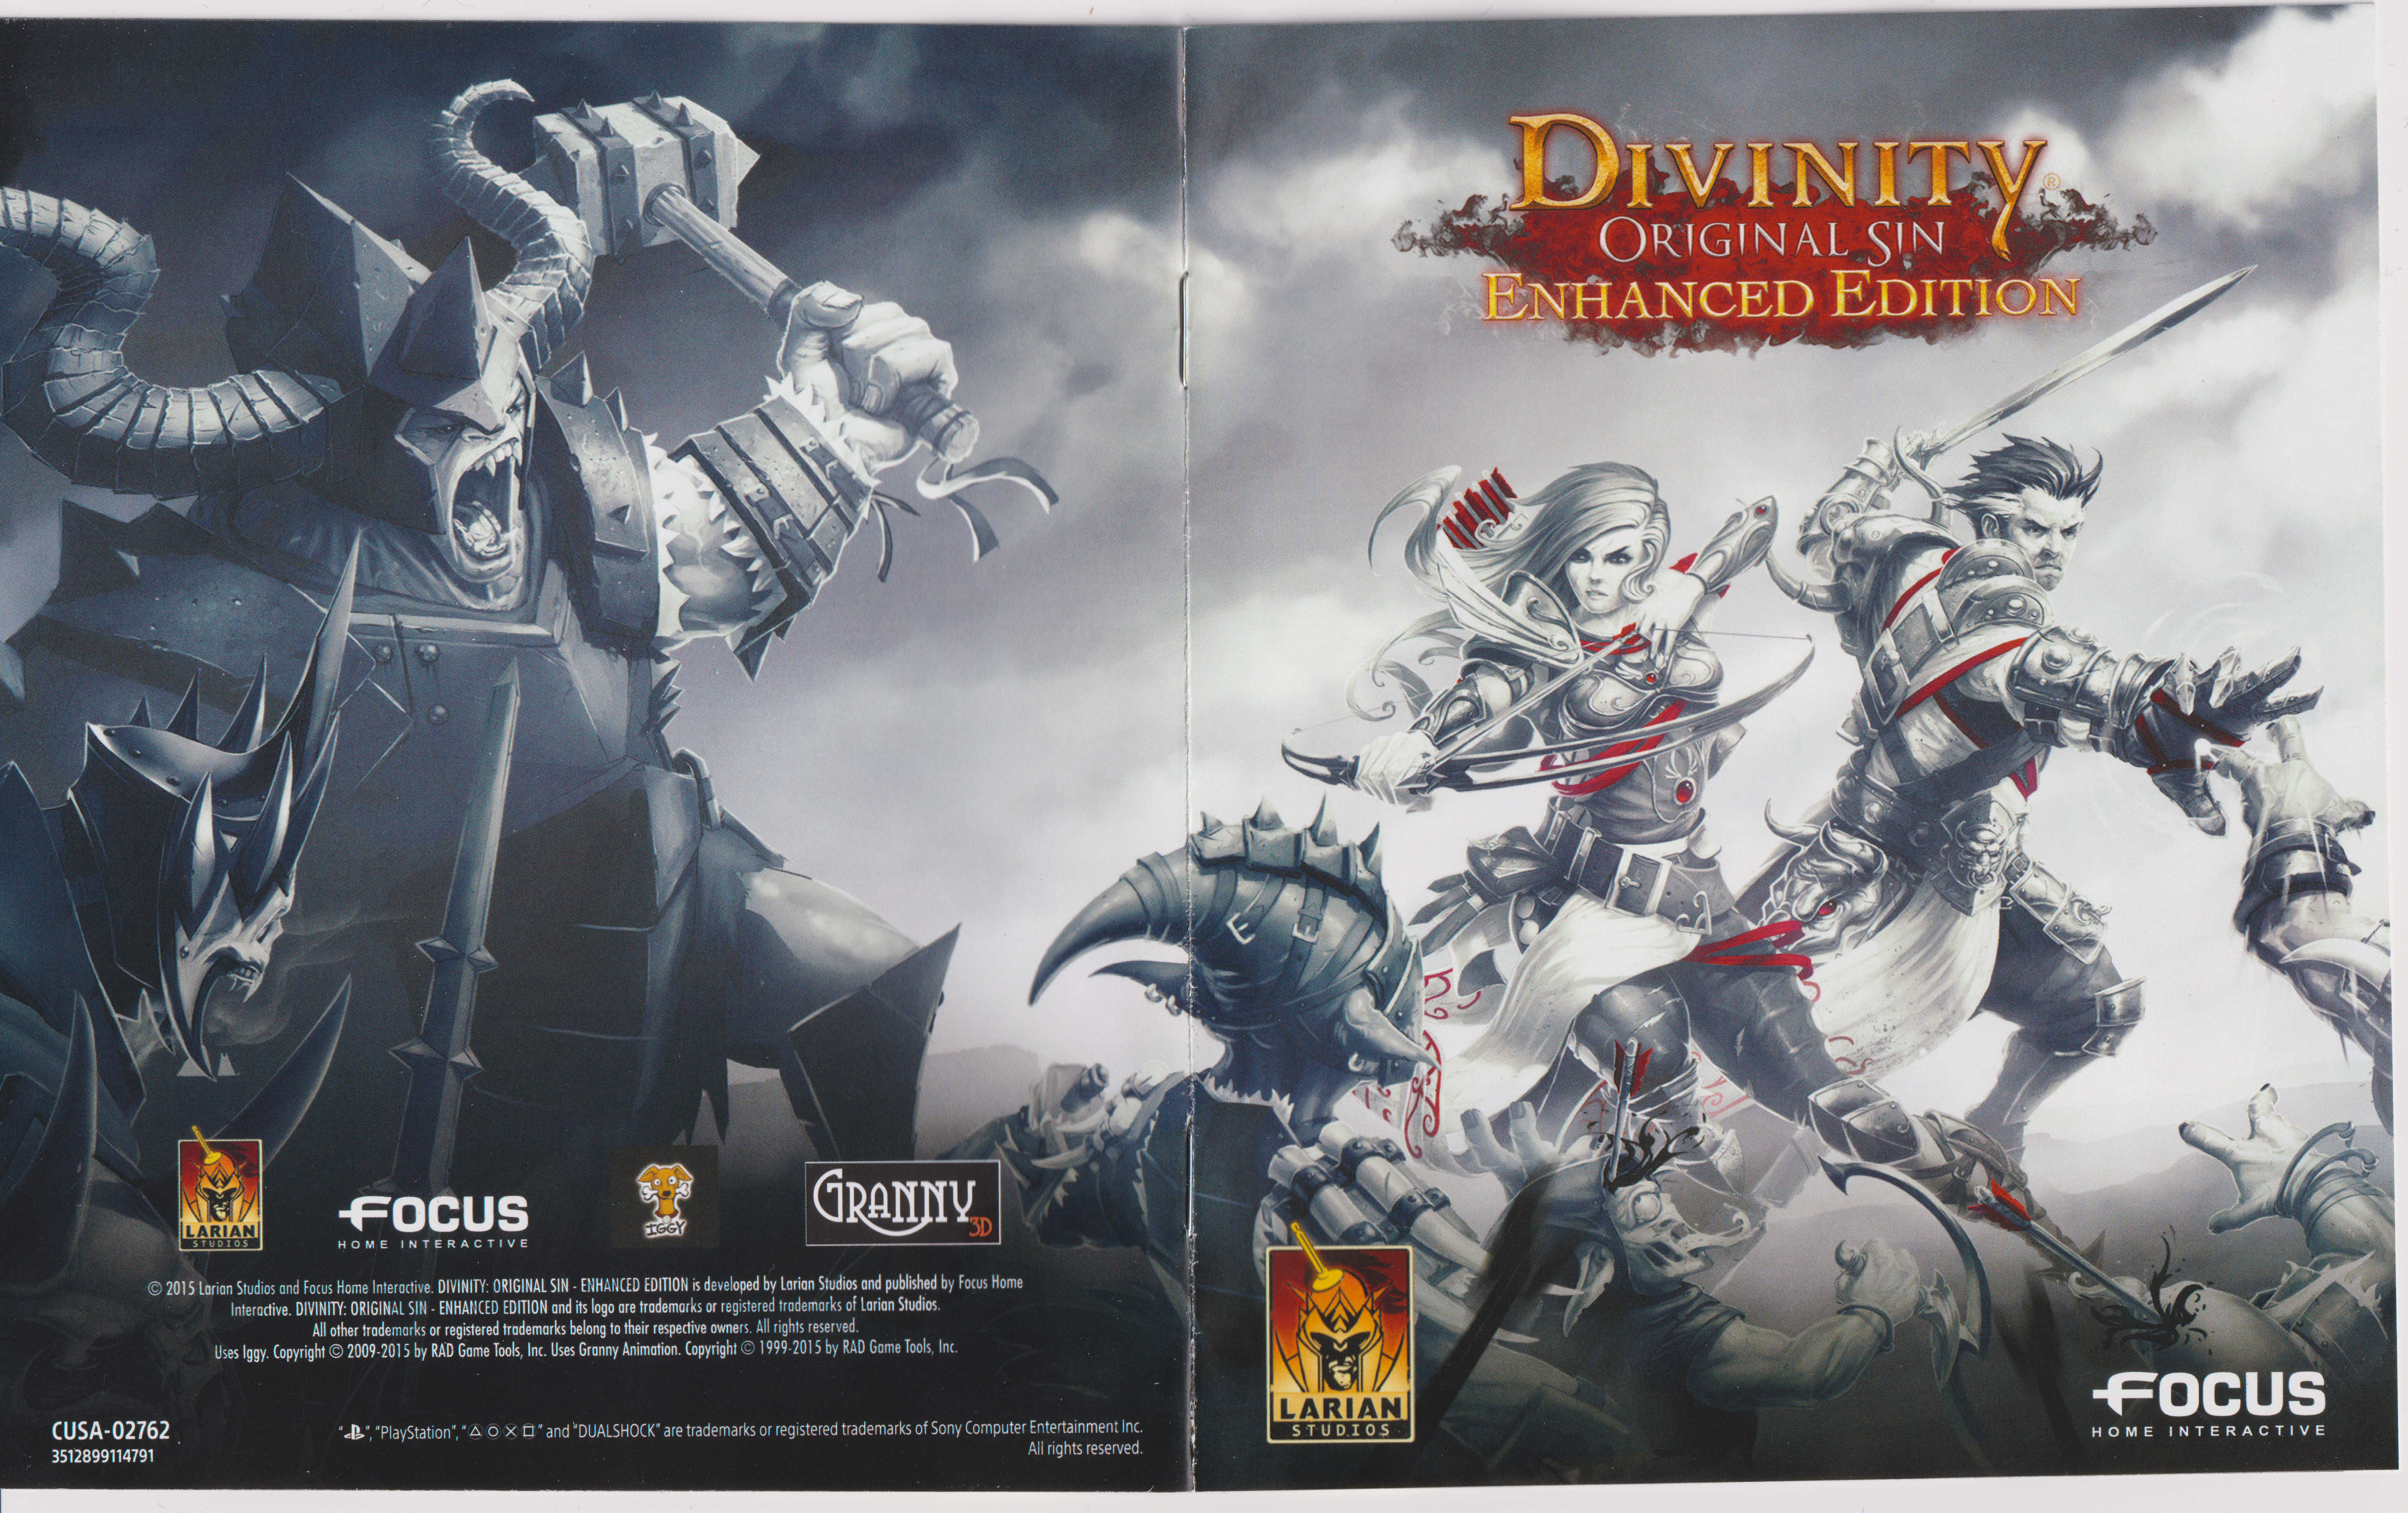 DIVINITY®
ORIGINAL SIN
ENHANCED EDITION
LARIAN
STUDIOS
FOCUS
HOME INTERACTIVE
IGGY
GRANNY 3D
© 2015 Larian Studios and Focus Home Interactive. DIVINITY: ORIGINAL SIN - ENHANCED EDITION is developed by Larian Studios and published by Focus Home
Interactive. DIVINITY: ORIGINAL SIN - ENHANCED EDITION and its logo are trademarks or registered trademarks of Larian Studios.
All other trademarks or registered trademarks belong to their respective owners. All rights reserved.
Uses Iggy. Copyright © 2009-2015 by RAD Game Tools, Inc. Uses Granny Animation. Copyright © 1999-2015 by RAD Game Tools, Inc.
CUSA-02762
3512899114791
" ", "PlayStation", "△○✕□" and "DUALSHOCK" are trademarks or registered trademarks of Sony Computer Entertainment Inc.
All rights reserved.
LARIAN
STUDIOS
FOCUS
HOME INTERACTIVE